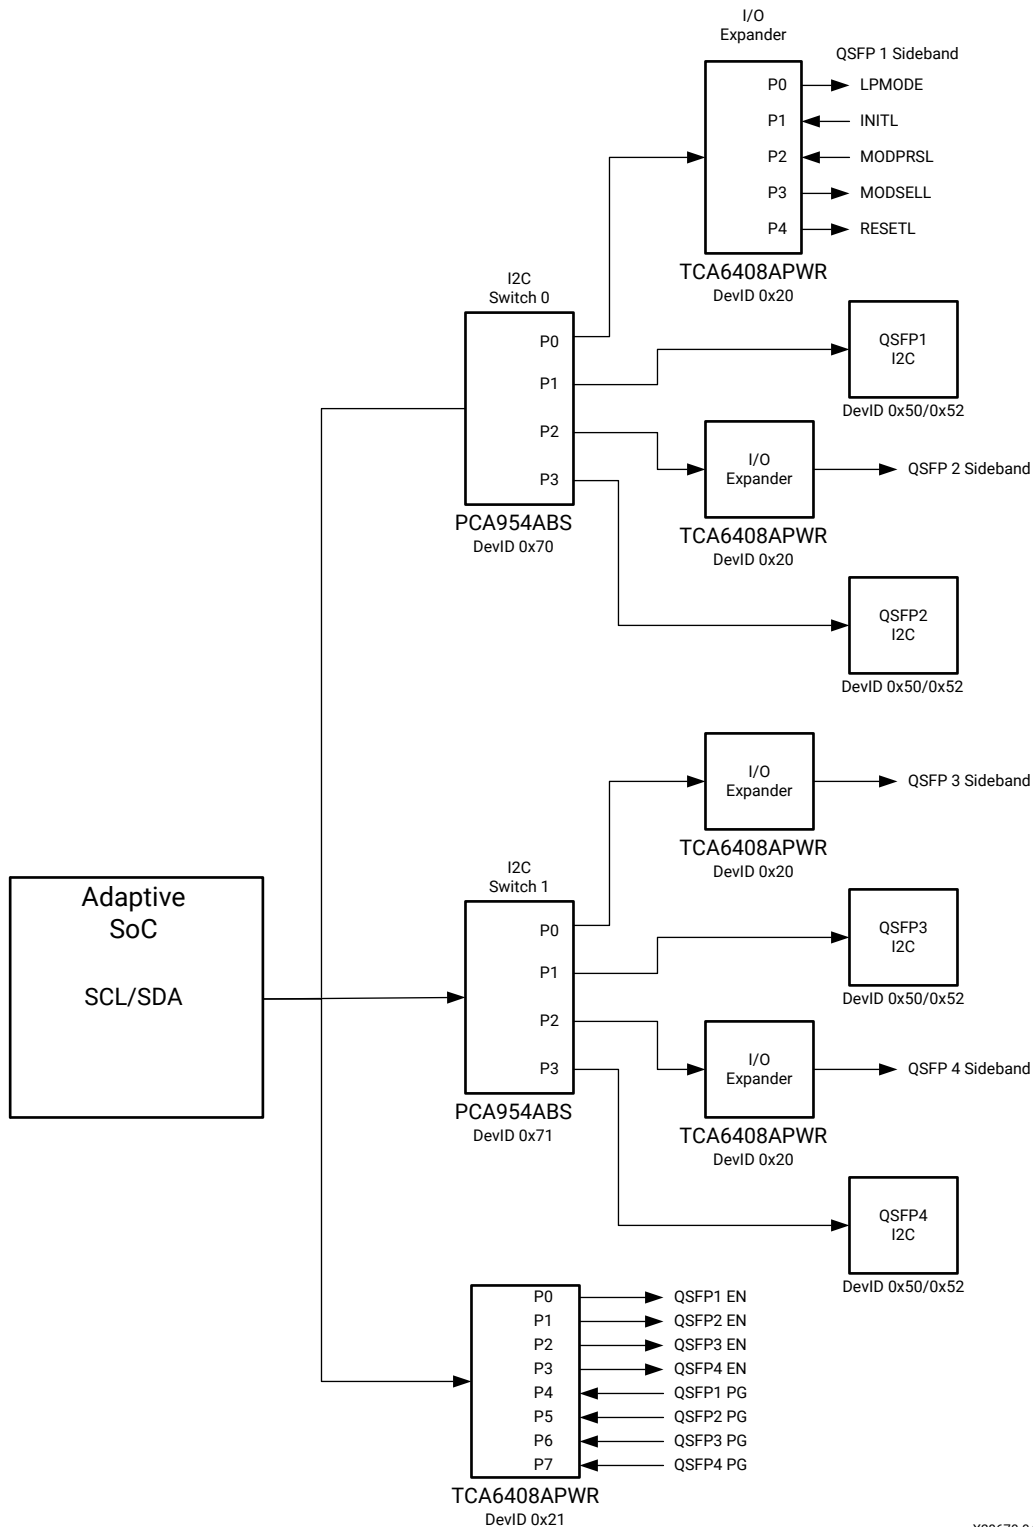 I/O
Expander
QSFP 1 Sideband
P0
LPMODE
P1
INITL
P2
MODPRSL
P3
MODSELL
P4
RESETL
TCA6408APWR
DevID 0x20
I2C
Switch 0
P0
P1
P2
P3
PCA954ABS
DevID 0x70
QSFP1
I2C
DevID 0x50/0x52
I/O
Expander
QSFP 2 Sideband
TCA6408APWR
DevID 0x20
QSFP2
I2C
DevID 0x50/0x52
I/O
Expander
QSFP 3 Sideband
TCA6408APWR
DevID 0x20
Adaptive
SoC
SCL/SDA
I2C
Switch 1
P0
P1
P2
P3
PCA954ABS
DevID 0x71
QSFP3
I2C
DevID 0x50/0x52
I/O
Expander
QSFP 4 Sideband
TCA6408APWR
DevID 0x20
QSFP4
I2C
DevID 0x50/0x52
P0
QSFP1 EN
P1
QSFP2 EN
P2
QSFP3 EN
P3
QSFP4 EN
P4
QSFP1 PG
P5
QSFP2 PG
P6
QSFP3 PG
P7
QSFP4 PG
TCA6408APWR
DevID 0x21